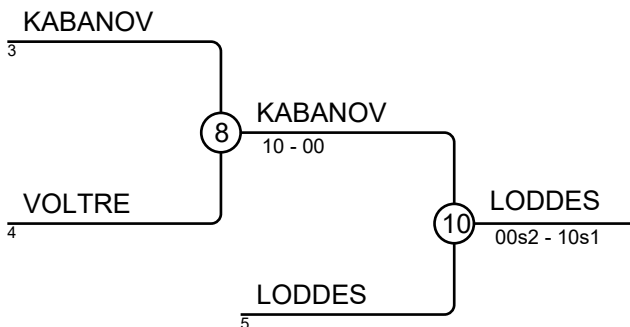 KABANOV
3
8
KABANOV
10 - 00
VOLTRE
4
10
LODDES
00s2 - 10s1
LODDES
5